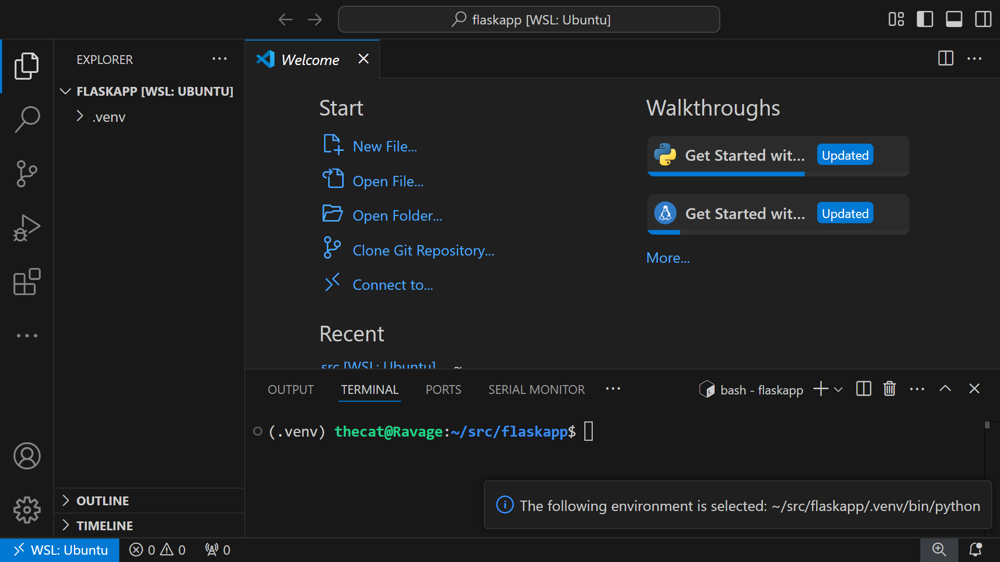 flaskapp [WSL: Ubuntu]
EXPLORER
Welcome
FLASKAPP [WSL: UBUNTU]
.venv
Start
New File...
Open File...
Open Folder...
Clone Git Repository...
Connect to...
Recent
src [WSL: Ubuntu] ~
Walkthroughs
Get Started wit... Updated
Get Started wit... Updated
More...
OUTPUT TERMINAL PORTS SERIAL MONITOR
bash - flaskapp
(.venv) thecat@Ravage:~/src/flaskapp$
The following environment is selected: ~/src/flaskapp/.venv/bin/python
OUTLINE
TIMELINE
WSL: Ubuntu 0 0 0